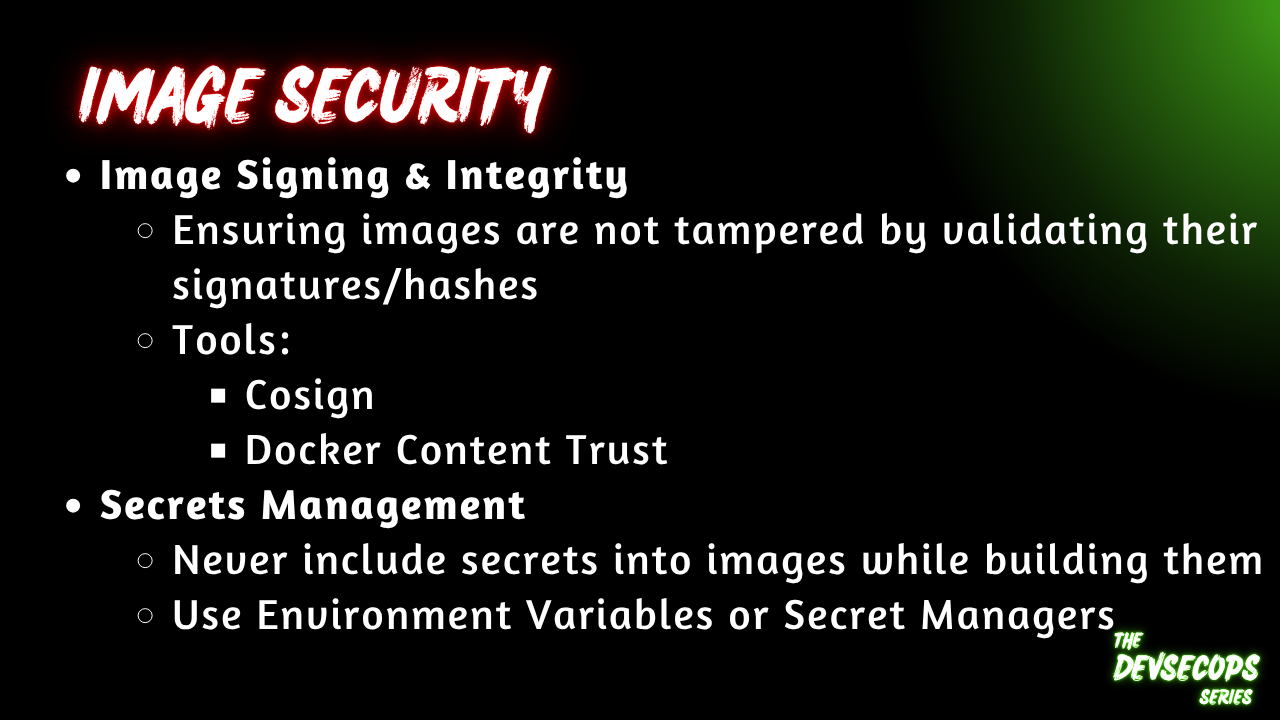 IMAGE SECURITY
Image Signing & Integrity
Ensuring images are not tampered by validating their
signatures/hashes
Tools:
Cosign
Docker Content Trust
Secrets Management
Never include secrets into images while building them
Use Environment Variables or Secret Managers
THE
DEVSECOPS
SERIES